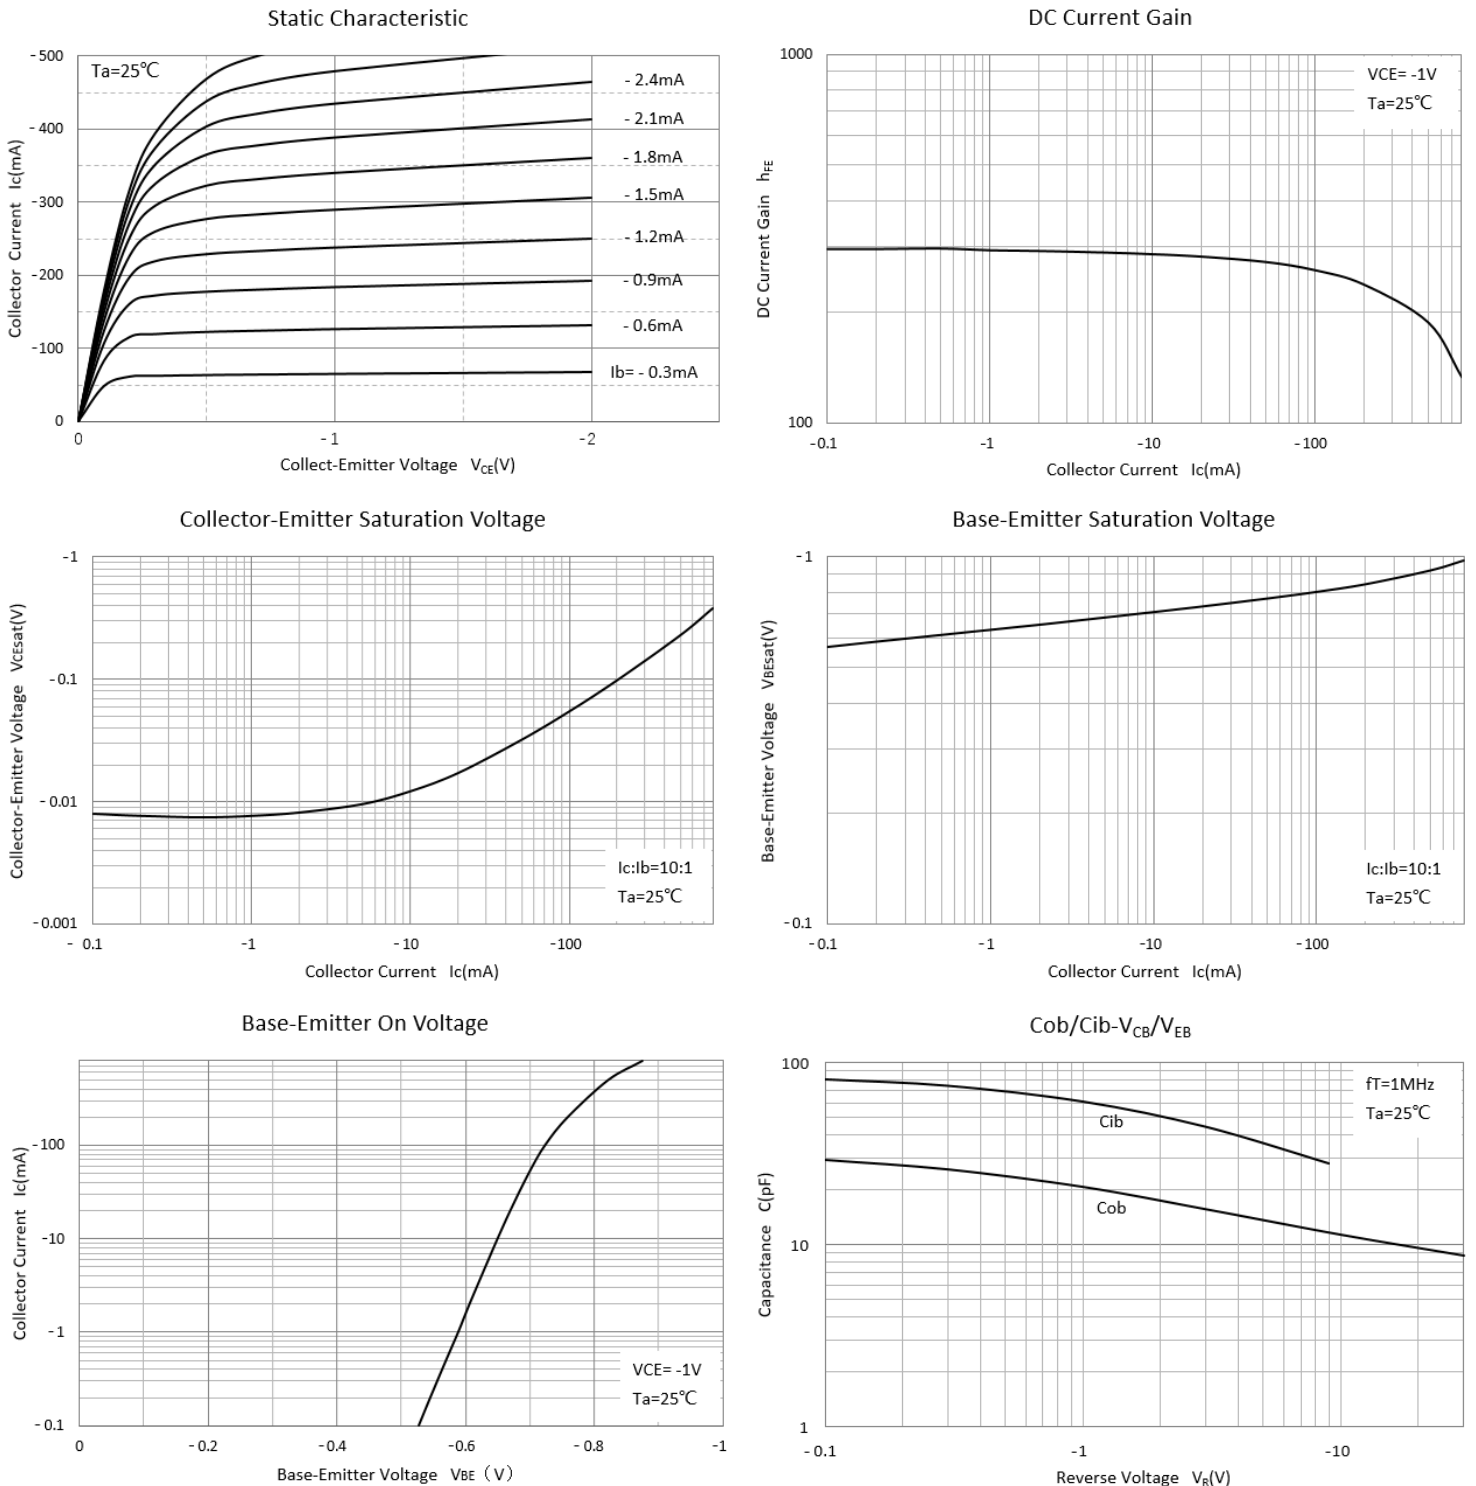 Static Characteristic
Ta=25℃
-500
-400
-300
-200
-100
0
Collector Current Ic(mA)
- 2.4mA
- 2.1mA
- 1.8mA
- 1.5mA
- 1.2mA
- 0.9mA
- 0.6mA
Ib= - 0.3mA
0
-1
-2
Collect-Emitter Voltage VCE(V)
DC Current Gain
VCE= -1V
Ta=25℃
1000
100
DC Current Gain hFE
-0.1
-1
-10
-100
Collector Current Ic(mA)
Collector-Emitter Saturation Voltage
-1
-0.1
-0.01
-0.001
Collector-Emitter Voltage VCEsat(V)
Ic:Ib=10:1
Ta=25℃
- 0.1
-1
-10
-100
Collector Current Ic(mA)
Base-Emitter Saturation Voltage
-1
-0.1
Base-Emitter Voltage VBEsat(V)
Ic:Ib=10:1
Ta=25℃
-0.1
-1
-10
-100
Collector Current Ic(mA)
Base-Emitter On Voltage
-100
-10
-1
-0.1
Collector Current Ic(mA)
VCE= -1V
Ta=25℃
0
-0.2
-0.4
-0.6
-0.8
-1
Base-Emitter Voltage VBE（V）
Cob/Cib-VCB/VEB
100
10
1
Capacitance C(pF)
fT=1MHz
Ta=25℃
Cib
Cob
-0.1
-1
-10
Reverse Voltage VR(V)